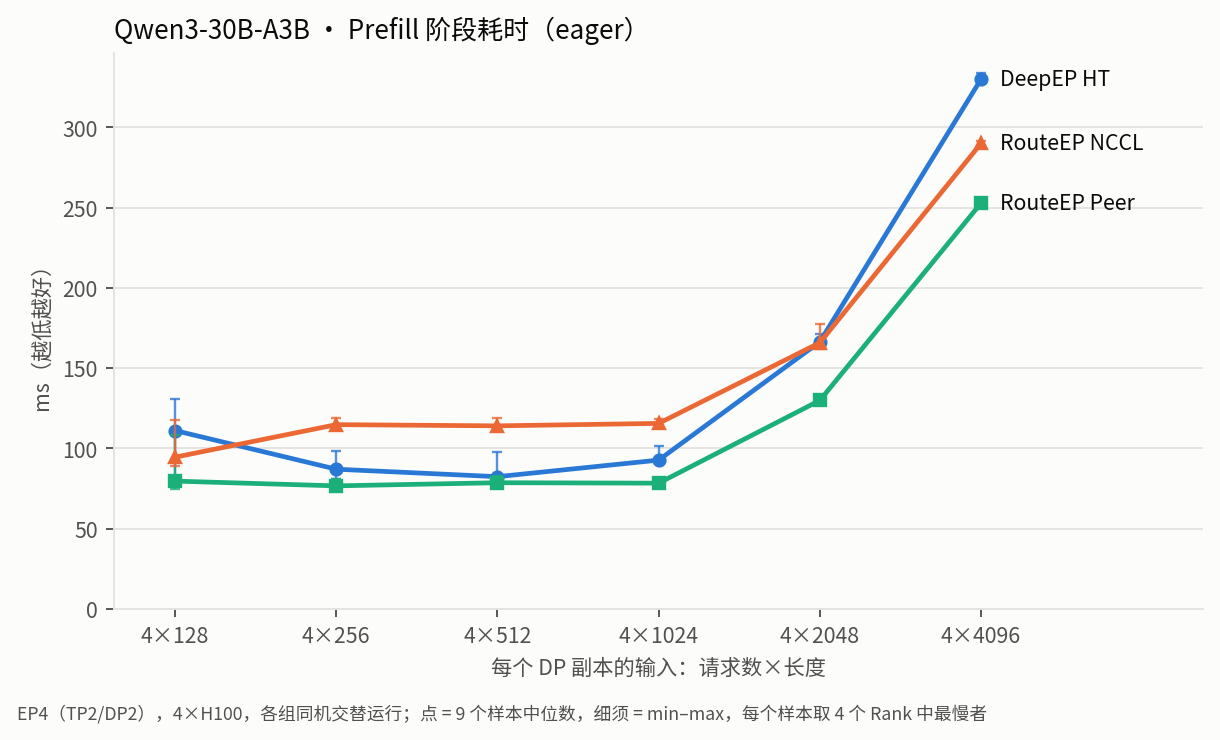 Qwen3-30B-A3B · Prefill 阶段耗时（eager）
DeepEP HT
RouteEP NCCL
RouteEP Peer
ms（越低越好）
300
250
200
150
100
50
0
4×128 4×256 4×512 4×1024 4×2048 4×4096
每个 DP 副本的输入：请求数×长度
EP4（TP2/DP2），4×H100，各组同机交替运行；点 = 9 个样本中位数，细须 = min–max，每个样本取 4 个 Rank 中最慢者